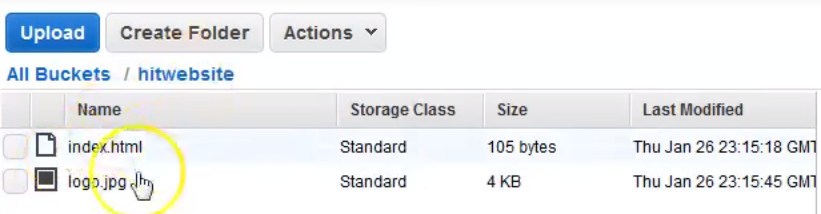 Upload Create Folder Actions
All Buckets / hitwebsite
Name Storage Class Size Last Modified
index.html Standard 105 bytes Thu Jan 26 23:15:18 GMT
logo.jpg Standard 4 KB Thu Jan 26 23:15:45 GMT